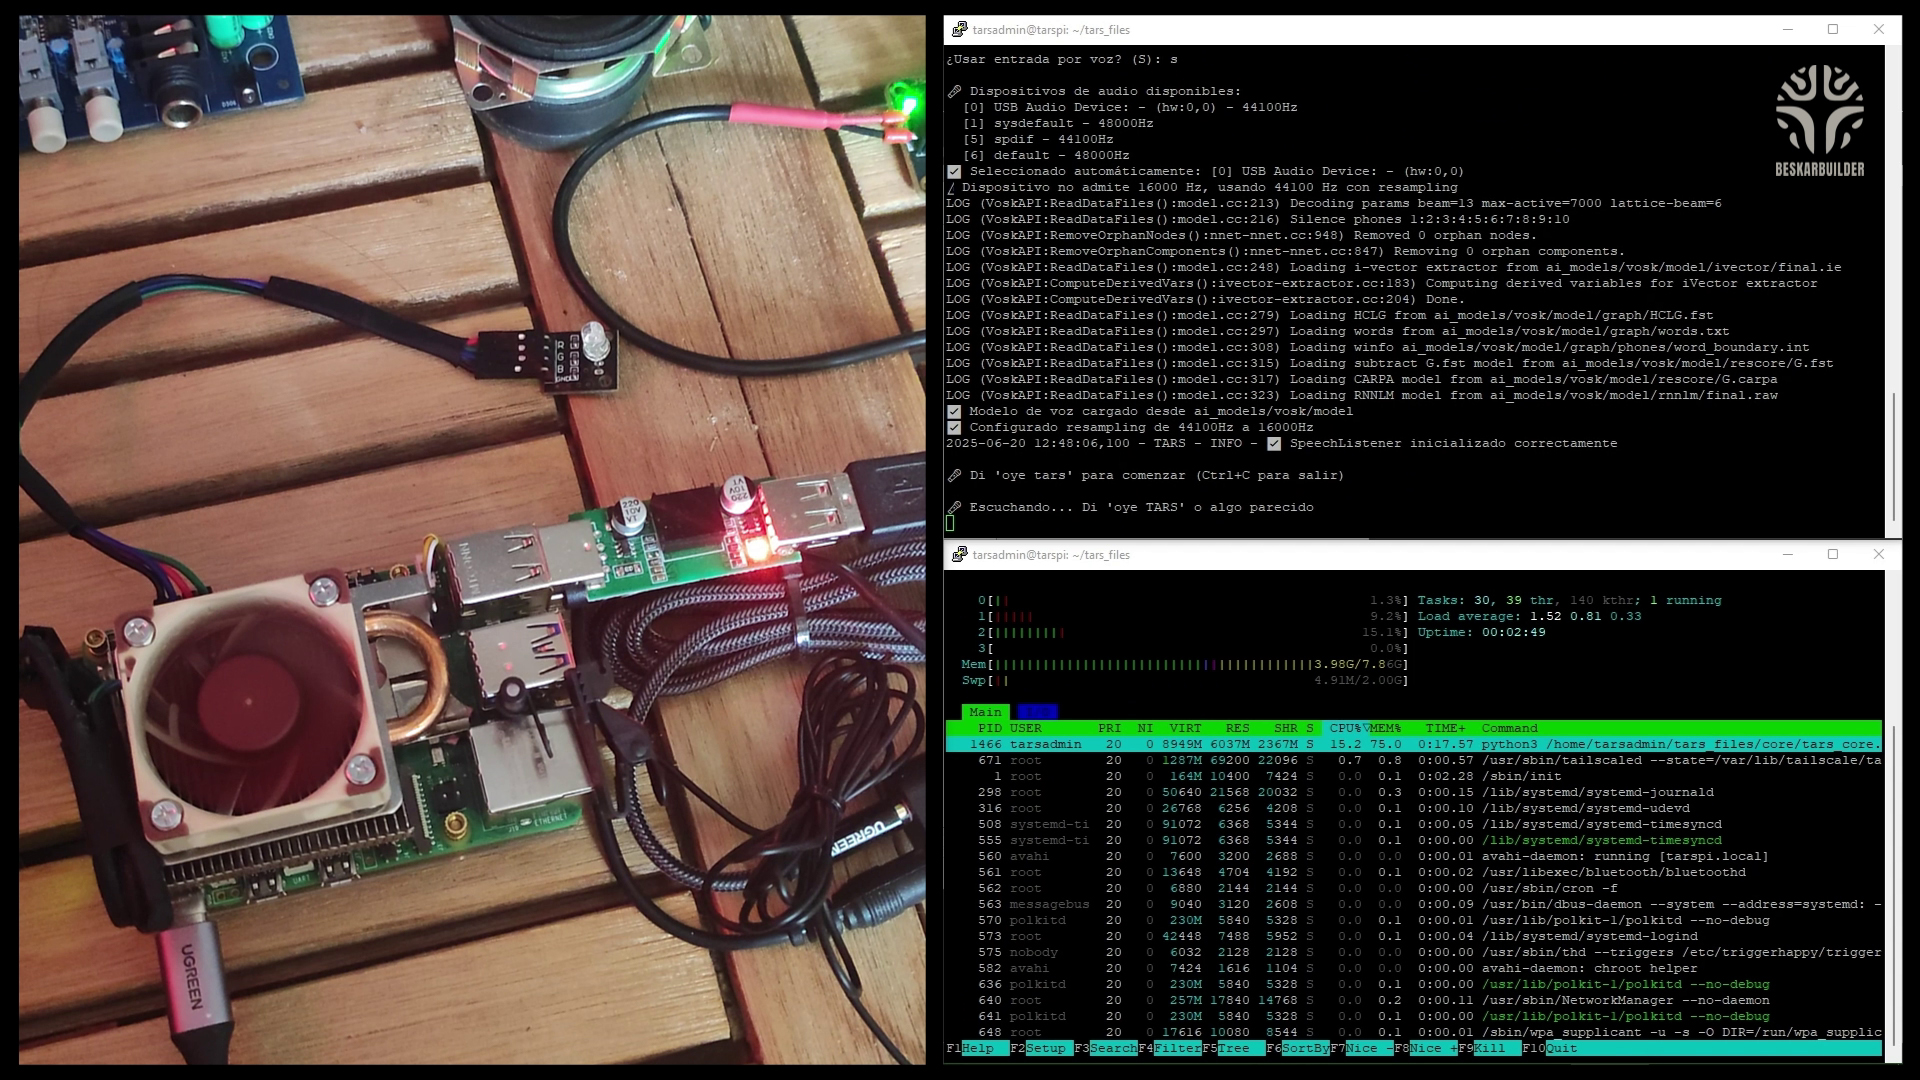 tarsadmin@tarspi: ~/tars_files
¿Usar entrada por voz? (S): s
Dispositivos de audio disponibles:
[0] USB Audio Device: - (hw:0,0) - 44100Hz
[1] sysdefault - 48000Hz
[5] spdif - 44100Hz
[6] default - 48000Hz
Seleccionado automáticamente: [0] USB Audio Device: - (hw:0,0)
Dispositivo no admite 16000 Hz, usando 44100 Hz con resampling
LOG (VoskAPI:ReadDataFiles():model.cc:213) Decoding params beam=13 max-active=7000 lattice-beam=6
LOG (VoskAPI:ReadDataFiles():model.cc:216) Silence phones 1:2:3:4:5:6:7:8:9:10
LOG (VoskAPI:RemoveOrphanNodes():nnet-nnet.cc:948) Removed 0 orphan nodes.
LOG (VoskAPI:RemoveOrphanComponents():nnet-nnet.cc:847) Removing 0 orphan components.
LOG (VoskAPI:ReadDataFiles():model.cc:248) Loading i-vector extractor from ai_models/vosk/model/ivector/final.ie
LOG (VoskAPI:ComputeDerivedVars():ivector-extractor.cc:183) Computing derived variables for iVector extractor
LOG (VoskAPI:ComputeDerivedVars():ivector-extractor.cc:204) Done.
LOG (VoskAPI:ReadDataFiles():model.cc:279) Loading HCLG from ai_models/vosk/model/graph/HCLG.fst
LOG (VoskAPI:ReadDataFiles():model.cc:297) Loading words from ai_models/vosk/model/graph/words.txt
LOG (VoskAPI:ReadDataFiles():model.cc:308) Loading winfo ai_models/vosk/model/graph/phones/word_boundary.int
LOG (VoskAPI:ReadDataFiles():model.cc:315) Loading subtract G.fst model from ai_models/vosk/model/rescore/G.fst
LOG (VoskAPI:ReadDataFiles():model.cc:317) Loading CARPA model from ai_models/vosk/model/rescore/G.carpa
LOG (VoskAPI:ReadDataFiles():model.cc:323) Loading RNNLM model from ai_models/vosk/model/rnnlm/final.raw
Modelo de voz cargado desde ai_models/vosk/model
Configurado resampling de 44100Hz a 16000Hz
2025-06-20 12:48:06,100 - TARS - INFO - SpeechListener inicializado correctamente
Di 'oye tars' para comenzar (Ctrl+C para salir)
Escuchando... Di 'oye TARS' o algo parecido
BESKARBUILDER
tarsadmin@tarspi: ~/tars_files
0[|| 1.3%] Tasks: 30, 39 thr, 140 kthr; 1 running
1[||||| 9.2%] Load average: 1.52 0.81 0.33
2[||||||||| 15.1%] Uptime: 00:02:49
3[ 0.0%]
Mem[|||||||||||||||||||||||||||||||||||||||3.98G/7.86G]
Swp[|| 4.91M/2.00G]
Main
PID USER PRI NI VIRT RES SHR S CPU%▽MEM% TIME+ Command
1466 tarsadmin 20 0 8949M 6037M 2367M S 15.2 75.0 0:17.57 python3 /home/tarsadmin/tars_files/core/tars_core.
671 root 20 0 1287M 69200 22096 S 0.7 0.8 0:00.57 /usr/sbin/tailscaled --state=/var/lib/tailscale/ta
1 root 20 0 164M 10400 7424 S 0.0 0.1 0:02.28 /sbin/init
298 root 20 0 50640 21568 20032 S 0.0 0.3 0:00.15 /lib/systemd/systemd-journald
316 root 20 0 26768 6256 4208 S 0.0 0.1 0:00.10 /lib/systemd/systemd-udevd
508 systemd-ti 20 0 91072 6368 5344 S 0.0 0.1 0:00.05 /lib/systemd/systemd-timesyncd
555 systemd-ti 20 0 91072 6368 5344 S 0.0 0.1 0:00.00 /lib/systemd/systemd-timesyncd
560 avahi 20 0 7600 3200 2688 S 0.0 0.0 0:00.01 avahi-daemon: running [tarspi.local]
561 root 20 0 13648 4704 4192 S 0.0 0.1 0:00.02 /usr/libexec/bluetooth/bluetoothd
562 root 20 0 6880 2144 2144 S 0.0 0.0 0:00.00 /usr/sbin/cron -f
563 messagebus 20 0 9040 3120 2608 S 0.0 0.0 0:00.09 /usr/bin/dbus-daemon --system --address=systemd: -
570 polkitd 20 0 230M 5840 5328 S 0.0 0.1 0:00.01 /usr/lib/polkit-1/polkitd --no-debug
573 root 20 0 42448 7488 5952 S 0.0 0.1 0:00.04 /lib/systemd/systemd-logind
575 nobody 20 0 6032 2128 2128 S 0.0 0.0 0:00.00 /usr/sbin/thd --triggers /etc/triggerhappy/trigger
582 avahi 20 0 7424 1616 1104 S 0.0 0.0 0:00.00 avahi-daemon: chroot helper
636 polkitd 20 0 230M 5840 5328 S 0.0 0.1 0:00.00 /usr/lib/polkit-1/polkitd --no-debug
640 root 20 0 257M 17840 14768 S 0.0 0.2 0:00.11 /usr/sbin/NetworkManager --no-daemon
641 polkitd 20 0 230M 5840 5328 S 0.0 0.1 0:00.00 /usr/lib/polkit-1/polkitd --no-debug
648 root 20 0 17616 10080 8544 S 0.0 0.1 0:00.01 /sbin/wpa_supplicant -u -s -O DIR=/run/wpa_supplic
F1Help F2Setup F3SearchF4FilterF5Tree F6SortByF7Nice -F8Nice +F9Kill F10Quit
R
G
B
GND
220
10V
VT
220
10V
VT
ETHERNET
UART
UGREEN
UGREEN